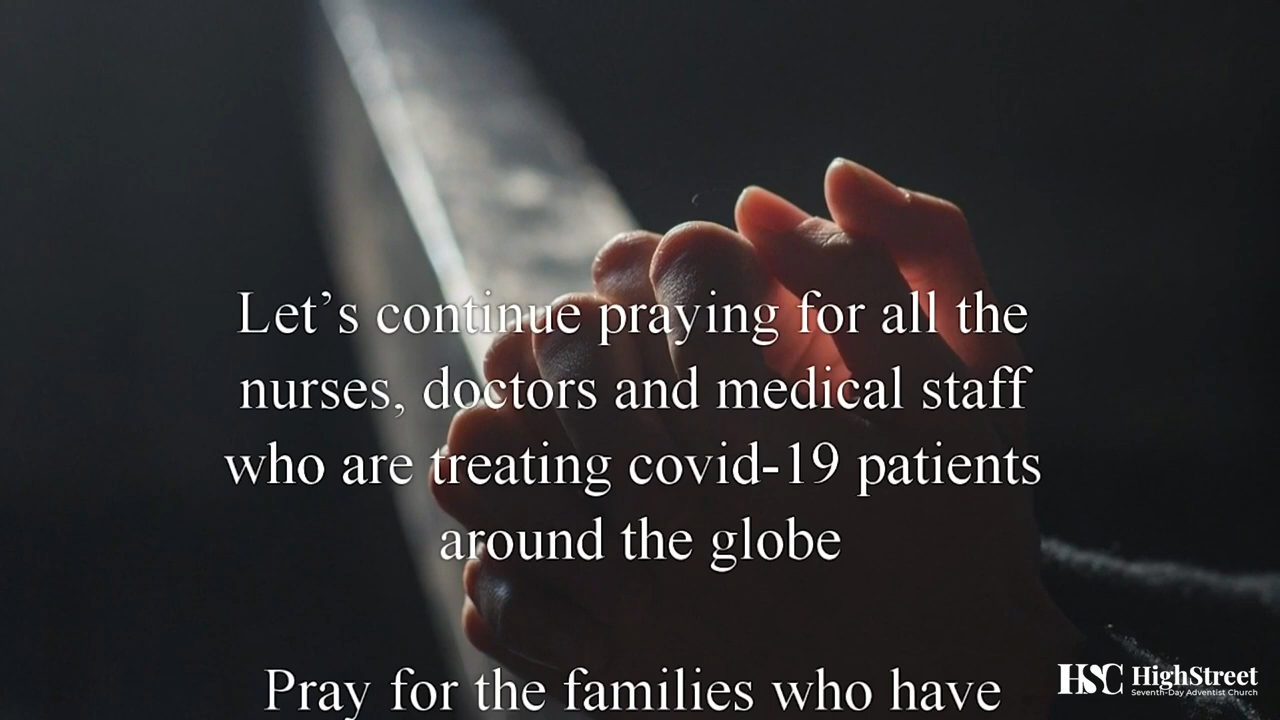 Let’s continue praying for all the
nurses, doctors and medical staff
who are treating covid-19 patients
around the globe
Pray for the families who have
HSC HighStreet
Seventh-Day Adventist Church